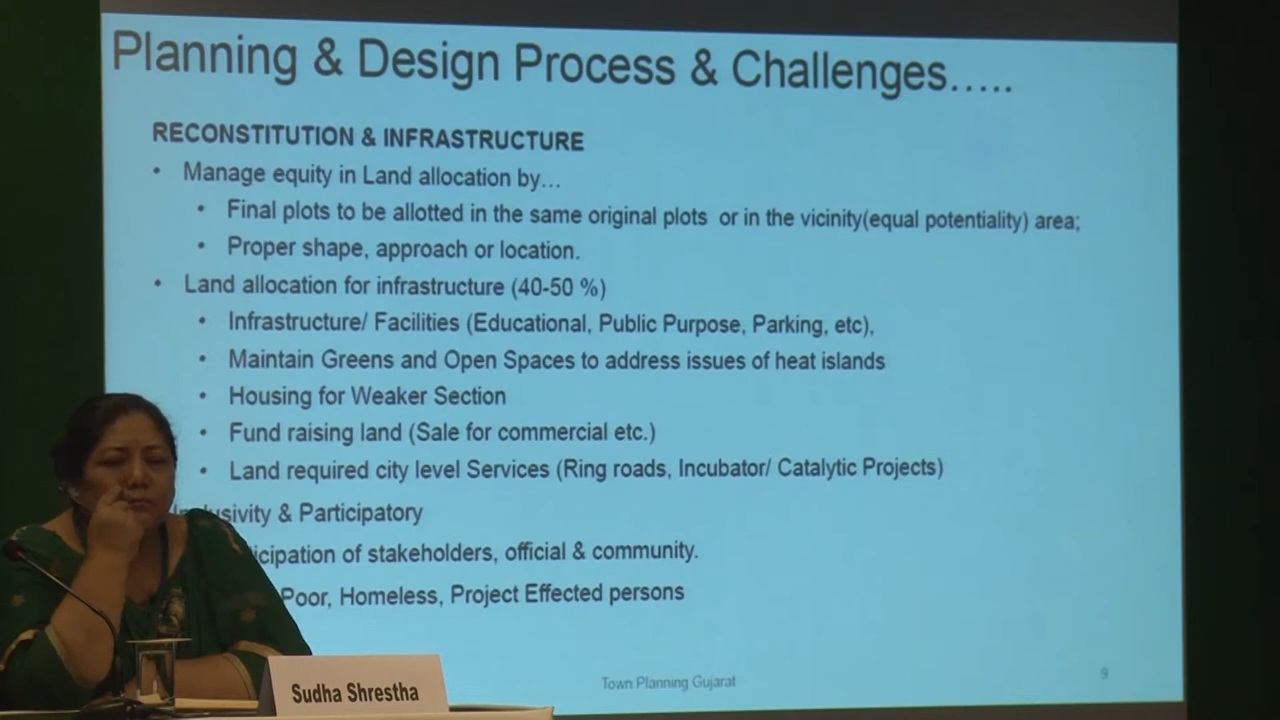 Planning & Design Process & Challenges.....
RECONSTITUTION & INFRASTRUCTURE
• Manage equity in Land allocation by...
• Final plots to be allotted in the same original plots or in the vicinity(equal potentiality) area;
• Proper shape, approach or location.
• Land allocation for infrastructure (40-50 %)
• Infrastructure/ Facilities (Educational, Public Purpose, Parking, etc),
• Maintain Greens and Open Spaces to address issues of heat islands
• Housing for Weaker Section
• Fund raising land (Sale for commercial etc.)
• Land required city level Services (Ring roads, Incubator/ Catalytic Projects)
& Participatory
of stakeholders, official & community.
Poor, Homeless, Project Effected persons
Town Planning Gujarat
9
Sudha Shrestha